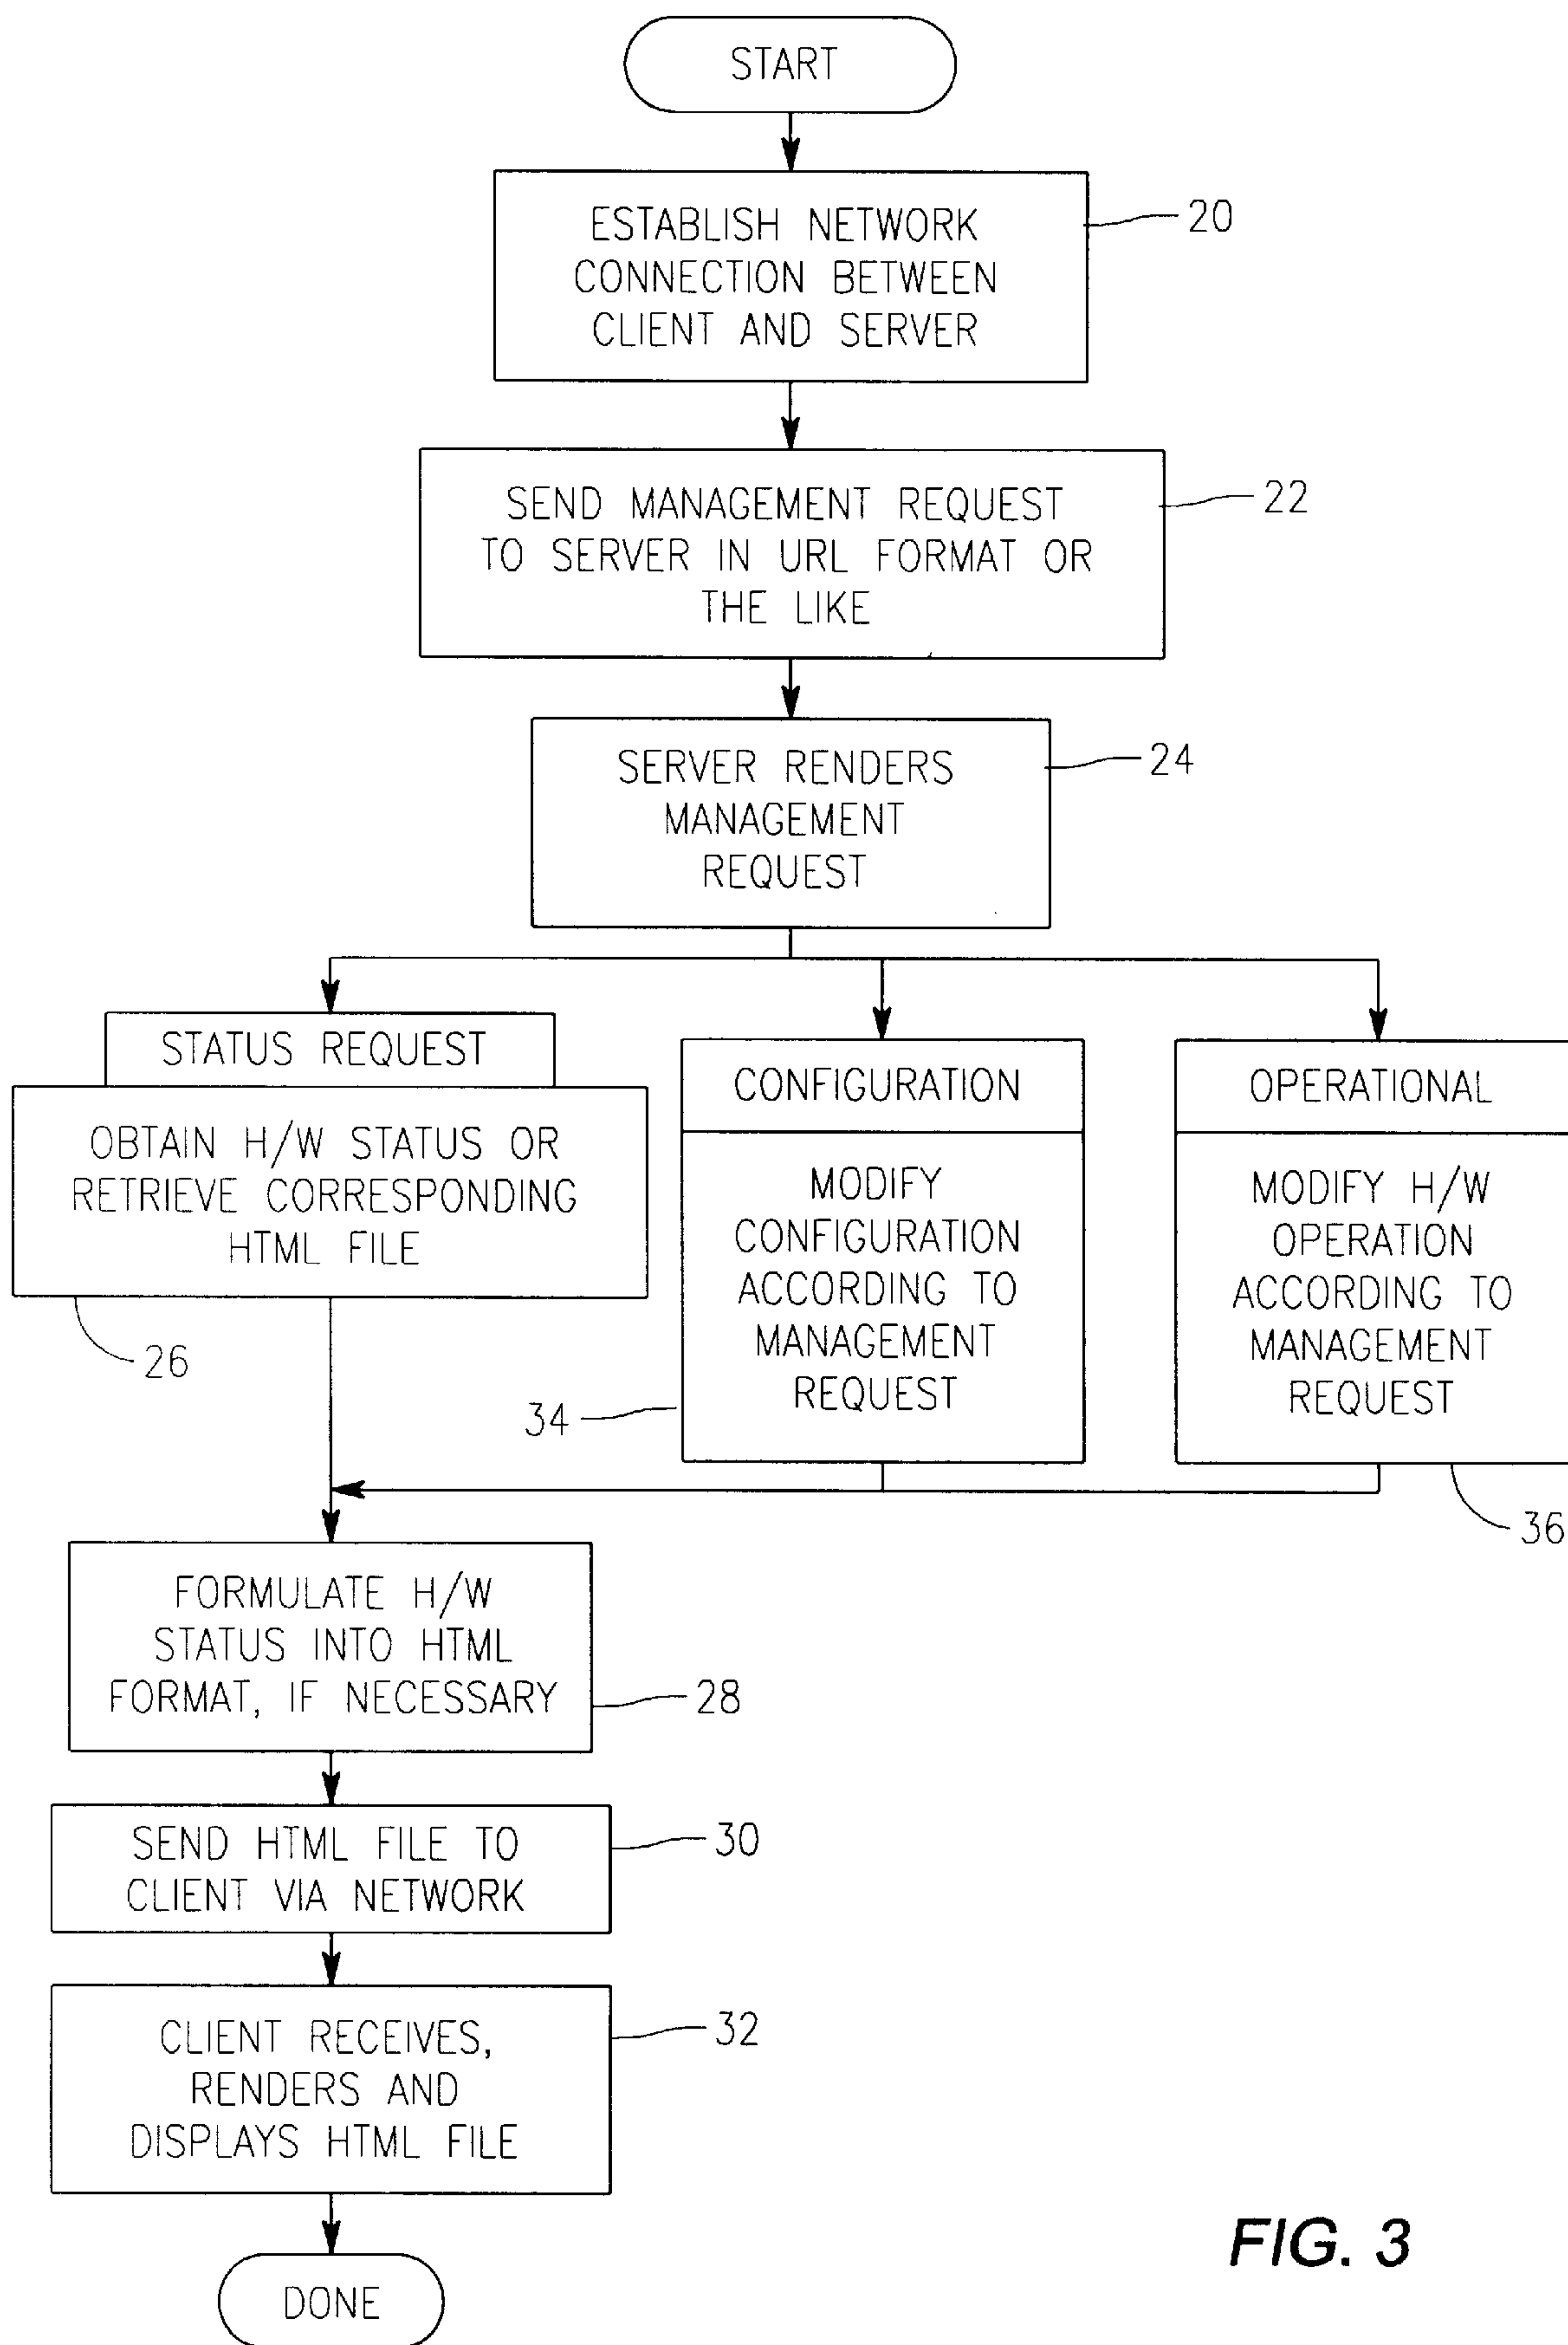 START
ESTABLISH NETWORK
CONNECTION BETWEEN
CLIENT AND SERVER
20
SEND MANAGEMENT REQUEST
TO SERVER IN URL FORMAT OR
THE LIKE
22
SERVER RENDERS
MANAGEMENT
REQUEST
24
STATUS REQUEST
OBTAIN H/W STATUS OR
RETRIEVE CORRESPONDING
HTML FILE
26
CONFIGURATION
MODIFY
CONFIGURATION
ACCORDING TO
MANAGEMENT
REQUEST
34
OPERATIONAL
MODIFY H/W
OPERATION
ACCORDING TO
MANAGEMENT
REQUEST
36
FORMULATE H/W
STATUS INTO HTML
FORMAT, IF NECESSARY
28
SEND HTML FILE TO
CLIENT VIA NETWORK
30
CLIENT RECEIVES,
RENDERS AND
DISPLAYS HTML FILE
32
DONE
FIG. 3